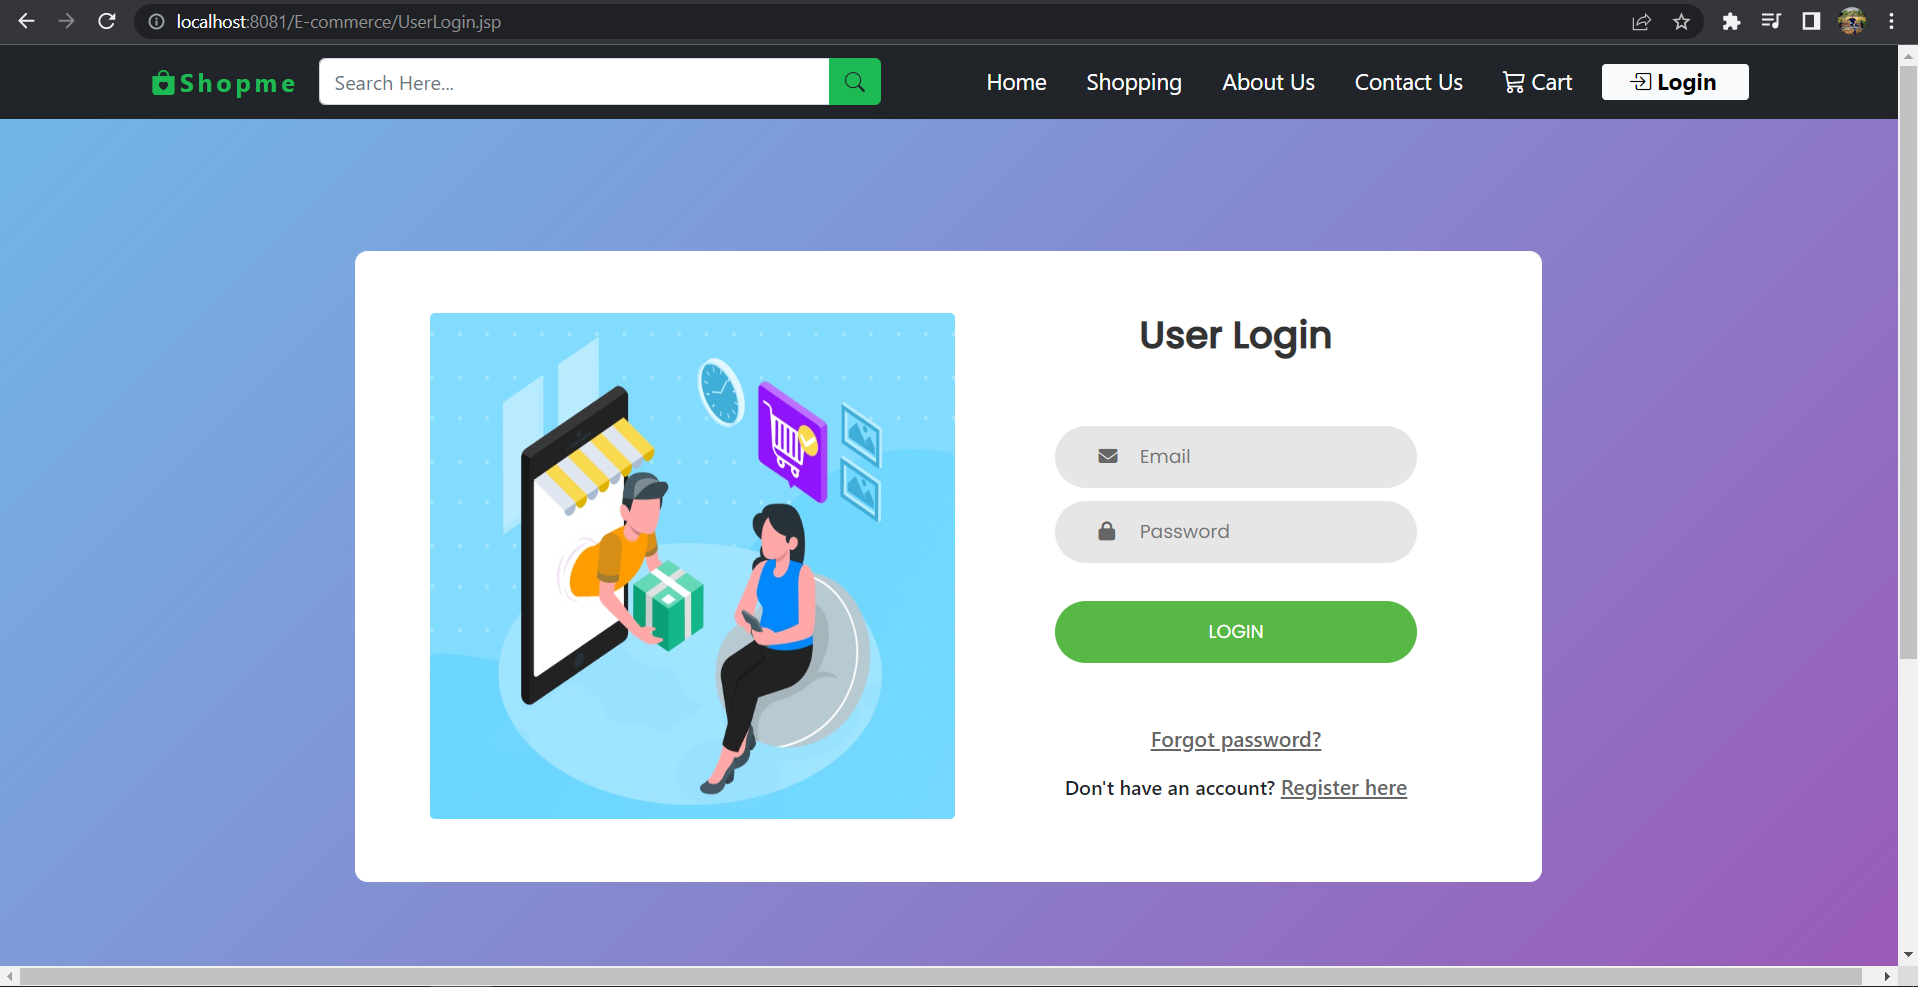 localhost:8081/E-commerce/UserLogin.jsp
Shopme Search Here... Home Shopping About Us Contact Us Cart Login
User Login
Email
Password
LOGIN
Forgot password?
Don't have an account? Register here